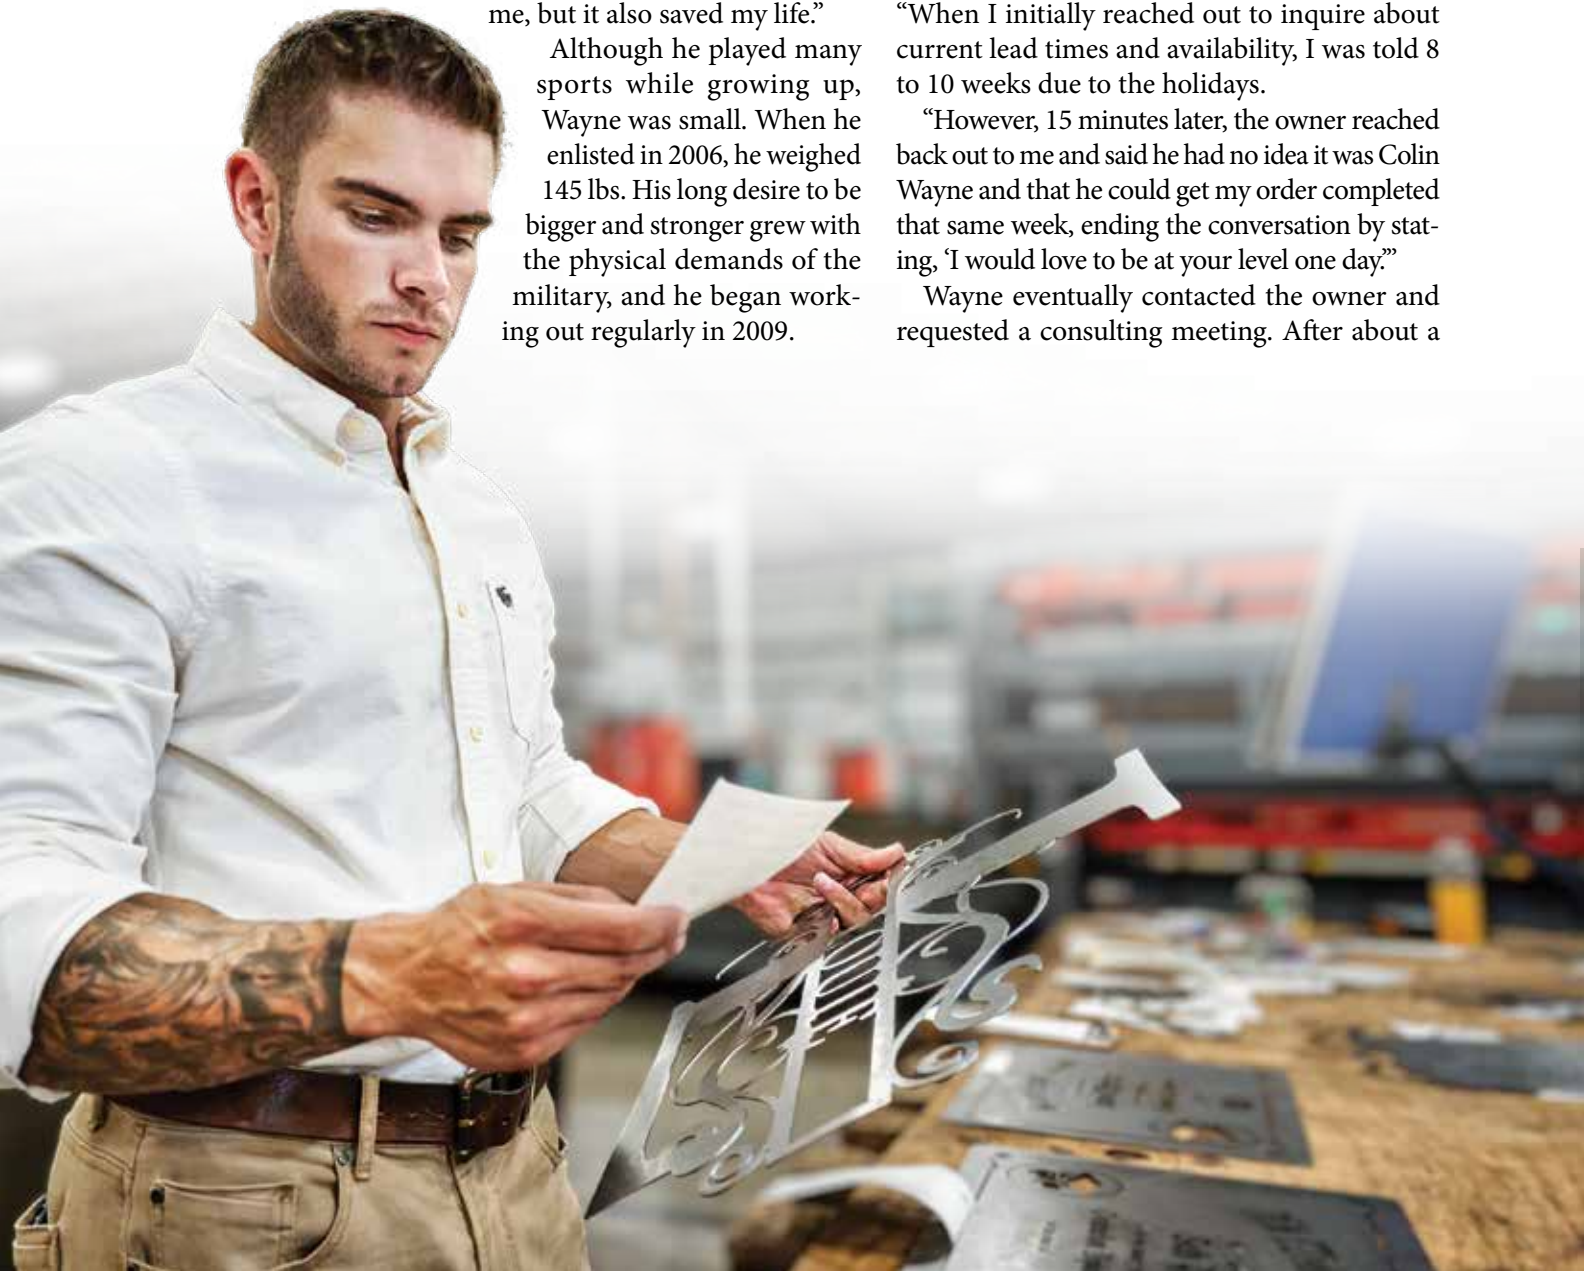 me, but it also saved my life.”
Although he played many
sports while growing up,
Wayne was small. When he
enlisted in 2006, he weighed
145 lbs. His long desire to be
bigger and stronger grew with
the physical demands of the
military, and he began work-
ing out regularly in 2009.
“When I initially reached out to inquire about
current lead times and availability, I was told 8
to 10 weeks due to the holidays.
“However, 15 minutes later, the owner reached
back out to me and said he had no idea it was Colin
Wayne and that he could get my order completed
that same week, ending the conversation by stat-
ing, ‘I would love to be at your level one day.’”
Wayne eventually contacted the owner and
requested a consulting meeting. After about a